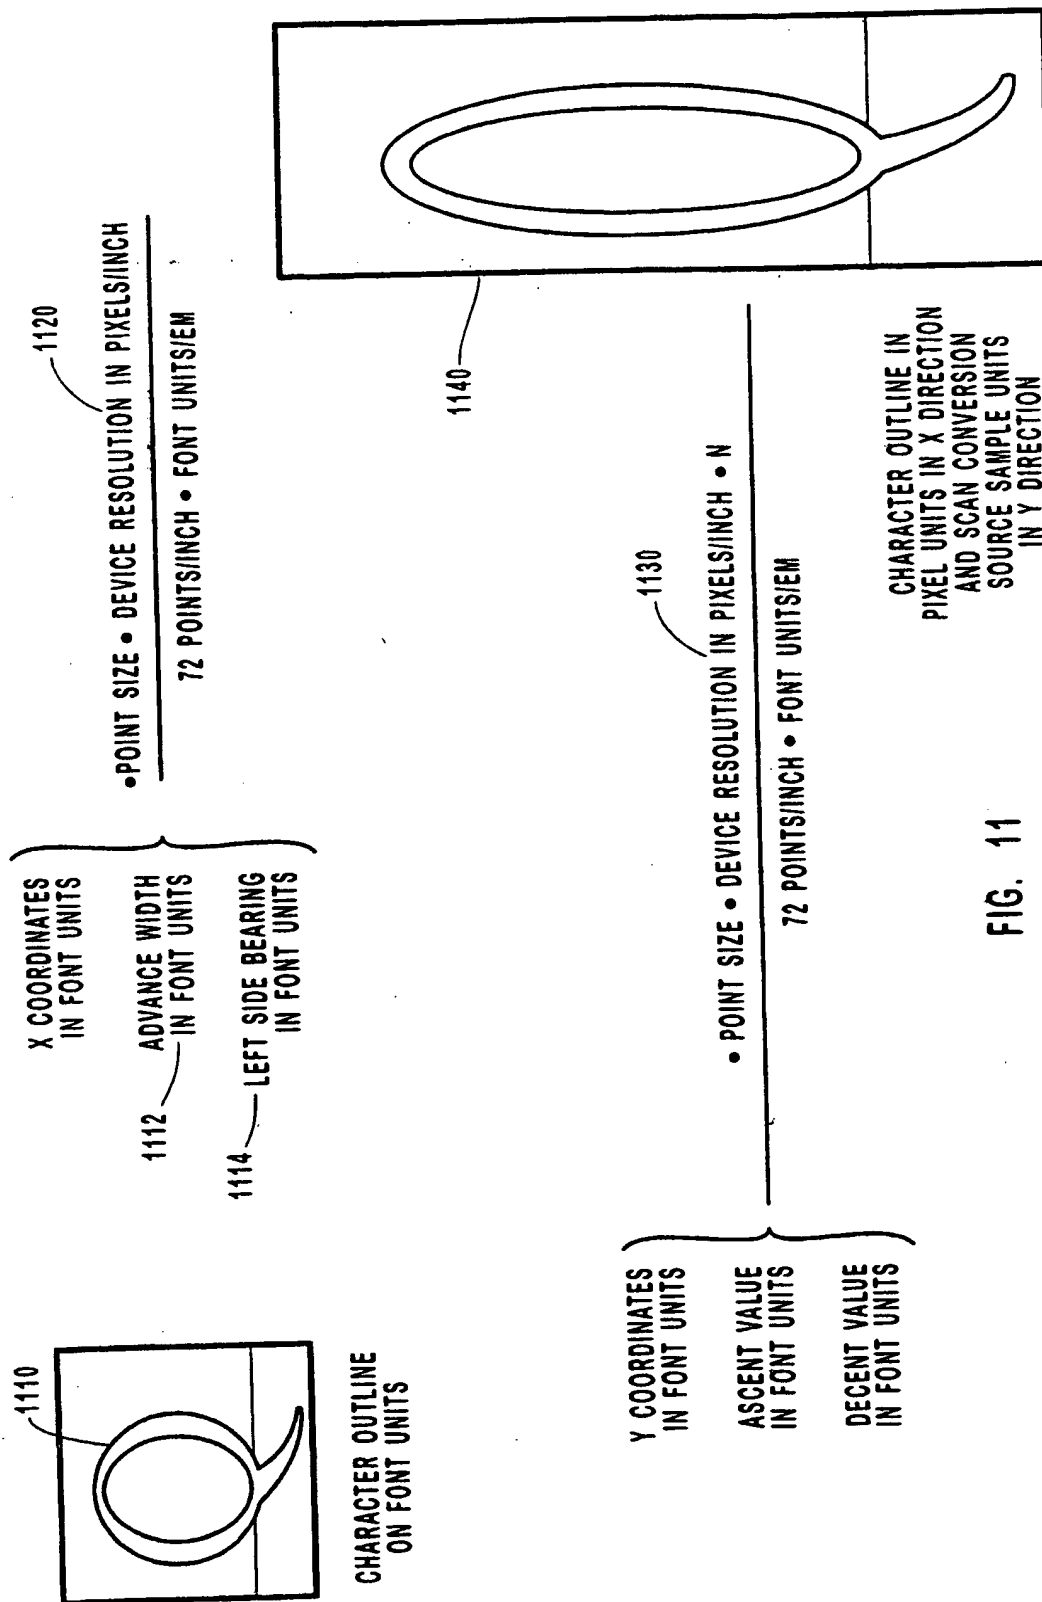 1110
CHARACTER OUTLINE
ON FONT UNITS
X COORDINATES
IN FONT UNITS
1112
ADVANCE WIDTH
IN FONT UNITS
1114
LEFT SIDE BEARING
IN FONT UNITS
1120
•POINT SIZE • DEVICE RESOLUTION IN PIXELS/INCH
72 POINTS/INCH • FONT UNITS/EM
Y COORDINATES
IN FONT UNITS
ASCENT VALUE
IN FONT UNITS
DECENT VALUE
IN FONT UNITS
1130
• POINT SIZE • DEVICE RESOLUTION IN PIXELS/INCH • N
72 POINTS/INCH • FONT UNITS/EM
1140
CHARACTER OUTLINE IN
PIXEL UNITS IN X DIRECTION
AND SCAN CONVERSION
SOURCE SAMPLE UNITS
IN Y DIRECTION
FIG. 11